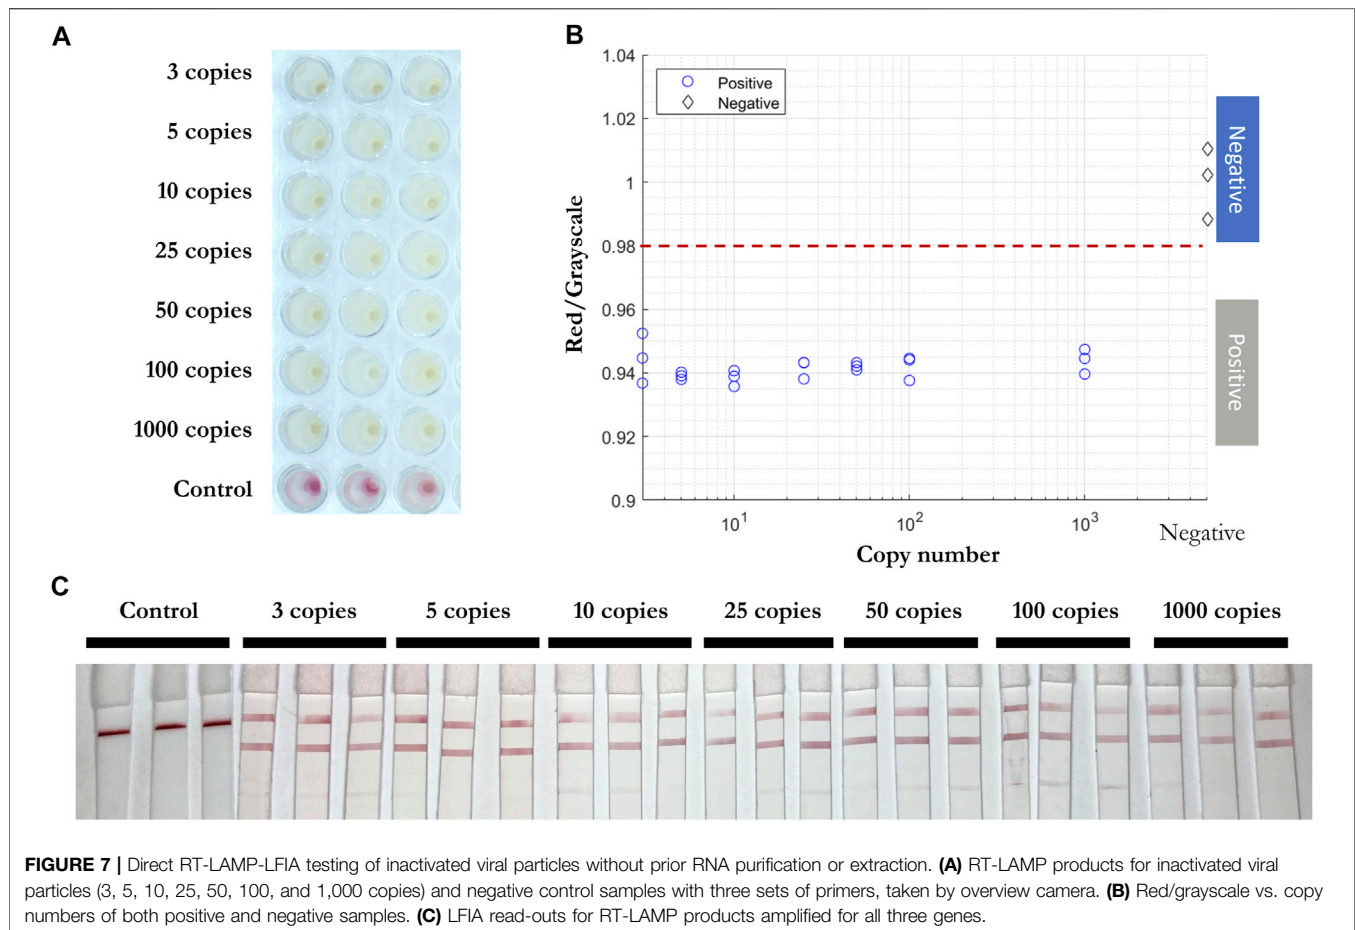 A
3 copies
5 copies
10 copies
25 copies
50 copies
100 copies
1000 copies
Control
B
1.04
1.02
1
0.98
0.96
0.94
0.92
0.9
Red/Grayscale
Positive
Negative
10¹
10²
10³
Negative
Copy number
Negative
Positive
C
Control
3 copies
5 copies
10 copies
25 copies
50 copies
100 copies
1000 copies
FIGURE 7 | Direct RT-LAMP-LFIA testing of inactivated viral particles without prior RNA purification or extraction. (A) RT-LAMP products for inactivated viral
particles (3, 5, 10, 25, 50, 100, and 1,000 copies) and negative control samples with three sets of primers, taken by overview camera. (B) Red/grayscale vs. copy
numbers of both positive and negative samples. (C) LFIA read-outs for RT-LAMP products amplified for all three genes.